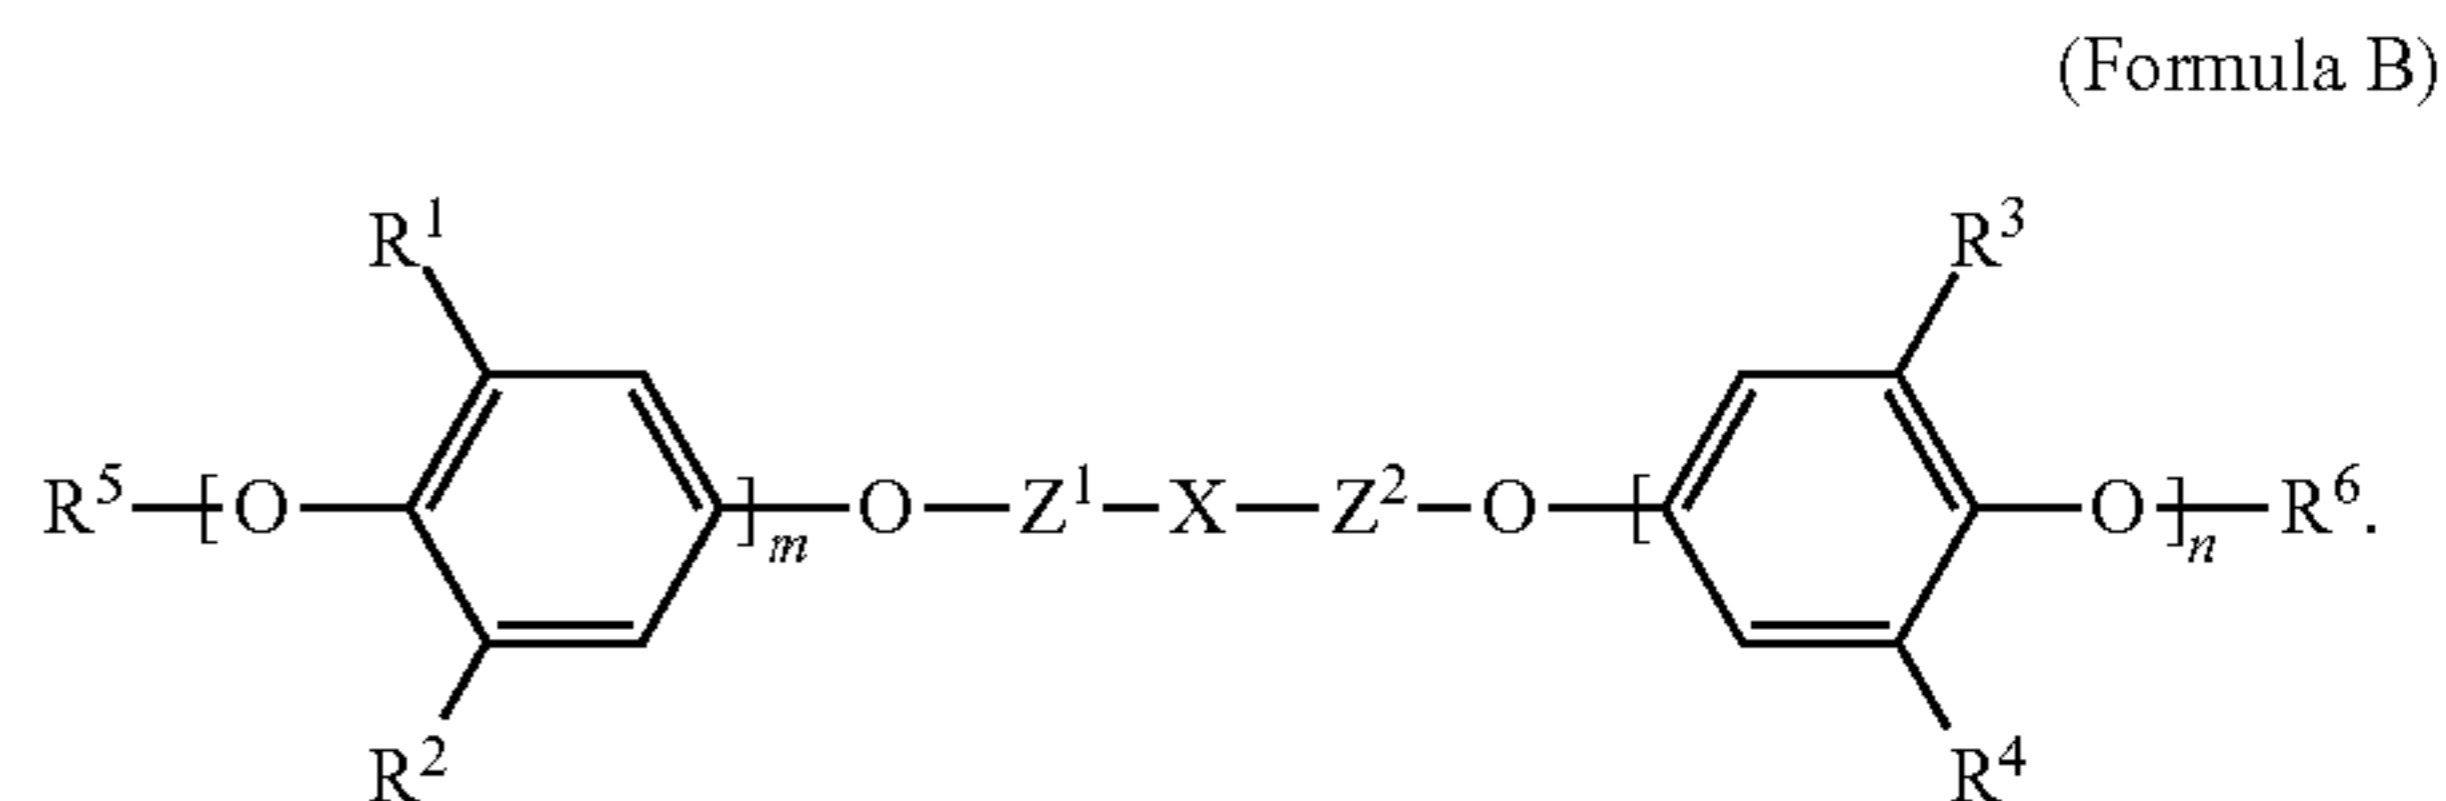 (Formula B)
R¹ R³
R⁵—[O ]m—O—Z¹—X—Z²—O—[ O]n—R⁶.
R² R⁴